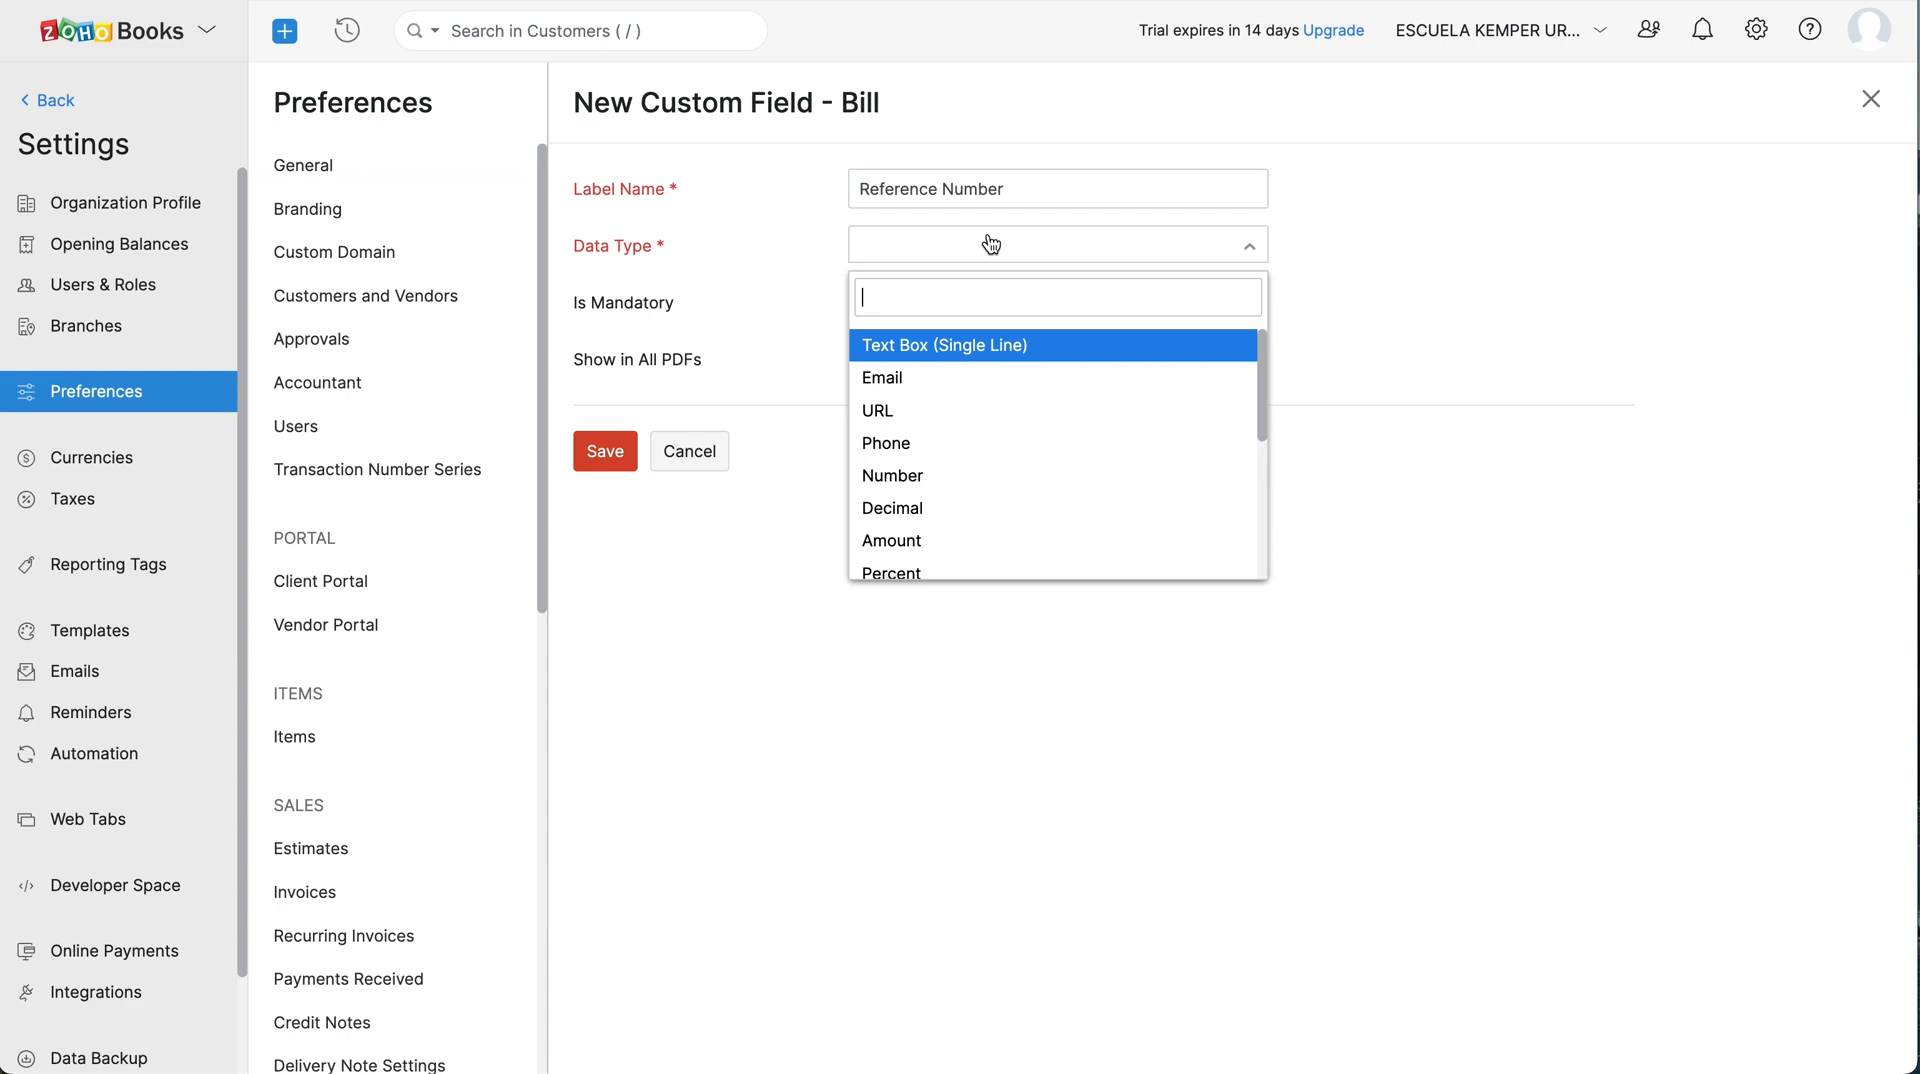 ZOHO Books
Search in Customers ( / )
Trial expires in 14 days Upgrade
ESCUELA KEMPER UR...
< Back
Settings
Organization Profile
Opening Balances
Users & Roles
Branches
Preferences
Currencies
Taxes
Reporting Tags
Templates
Emails
Reminders
Automation
Web Tabs
Developer Space
Online Payments
Integrations
Data Backup
Preferences
General
Branding
Custom Domain
Customers and Vendors
Approvals
Accountant
Users
Transaction Number Series
PORTAL
Client Portal
Vendor Portal
ITEMS
Items
SALES
Estimates
Invoices
Recurring Invoices
Payments Received
Credit Notes
Delivery Note Settings
New Custom Field - Bill
Label Name *
Reference Number
Data Type *
Is Mandatory
Show in All PDFs
Text Box (Single Line)
Email
URL
Phone
Number
Decimal
Amount
Percent
Save
Cancel